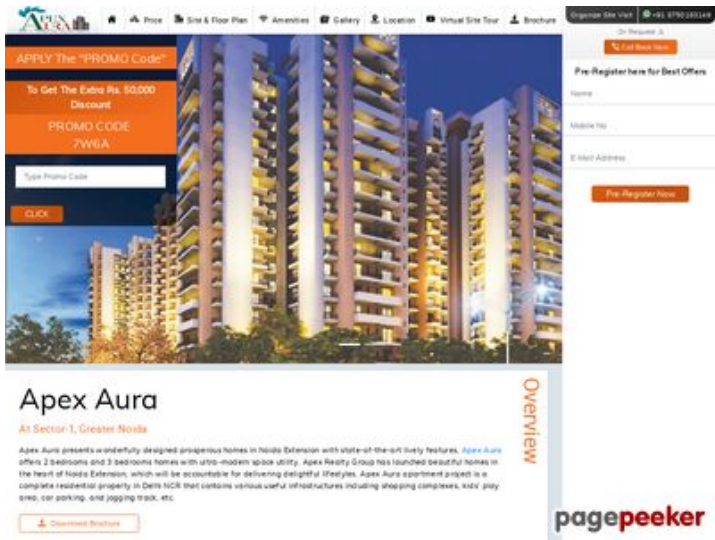 APEX
AURA
Price
Site & Floor Plan
Amenities
Gallery
Location
Virtual Site Tour
Brochure
Organize Site Visit
Or Request A
Call Back Here
Pre-Register here for Best Offers
Name
Mobile No
E-Mail Address
Pre-Register Now
APPLY The "PROMO Code"
To Get The Extra Rs. 50,000
Discount
PROMO CODE
7W6A
Type Promo Code
CLICK
Apex Aura
At Sector-1, Greater Noida
Overview
Apex Aura presents wonderfully designed prosperous homes in Noida Extension with state-of-the-art lively features. Apex Aura
offers 2 bedrooms and 3 bedrooms homes with ultra-modern space utility. Apex Realty Group has launched beautiful homes in
the heart of Noida Extension, which will be accountable for delivering delightful lifestyles. Apex Aura apartment project is a
complete residential property in Delhi NCR that contains various useful infrastructures including shopping complexes, kids' play
area, car parking, and jogging track, etc.
Download Brochure
pagepeeker